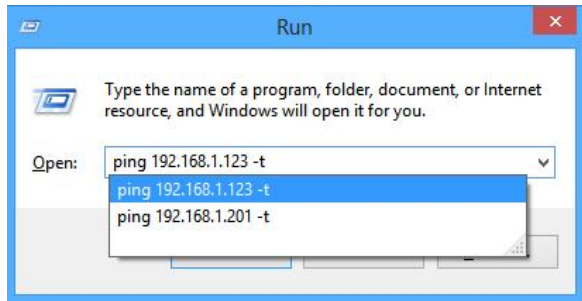 Run
Type the name of a program, folder, document, or Internet
resource, and Windows will open it for you.
Open: ping 192.168.1.123 -t
ping 192.168.1.123 -t
ping 192.168.1.201 -t